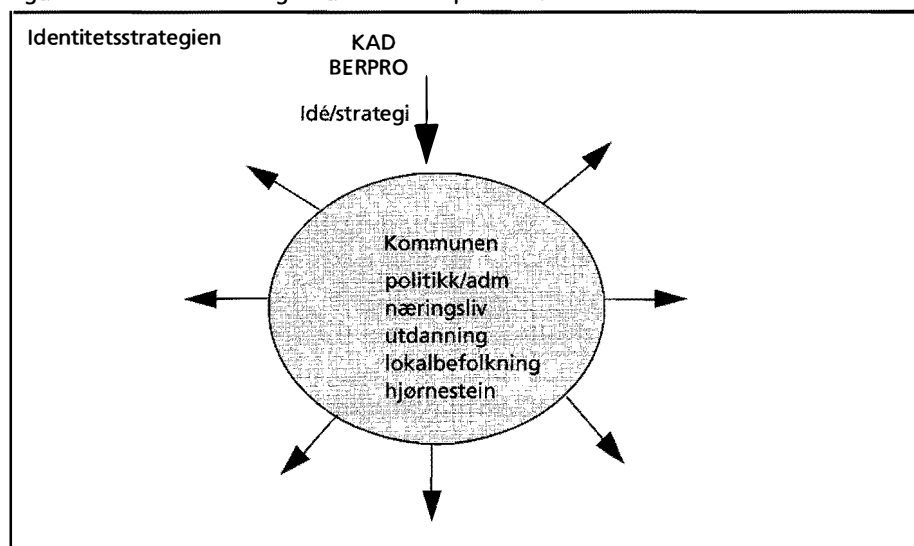 Identitetsstrategien
KAD
BERPRO
Idé/strategi
Kommunen
politikk/adm
næringsliv
utdanning
lokalbefolkning
hjørnestein